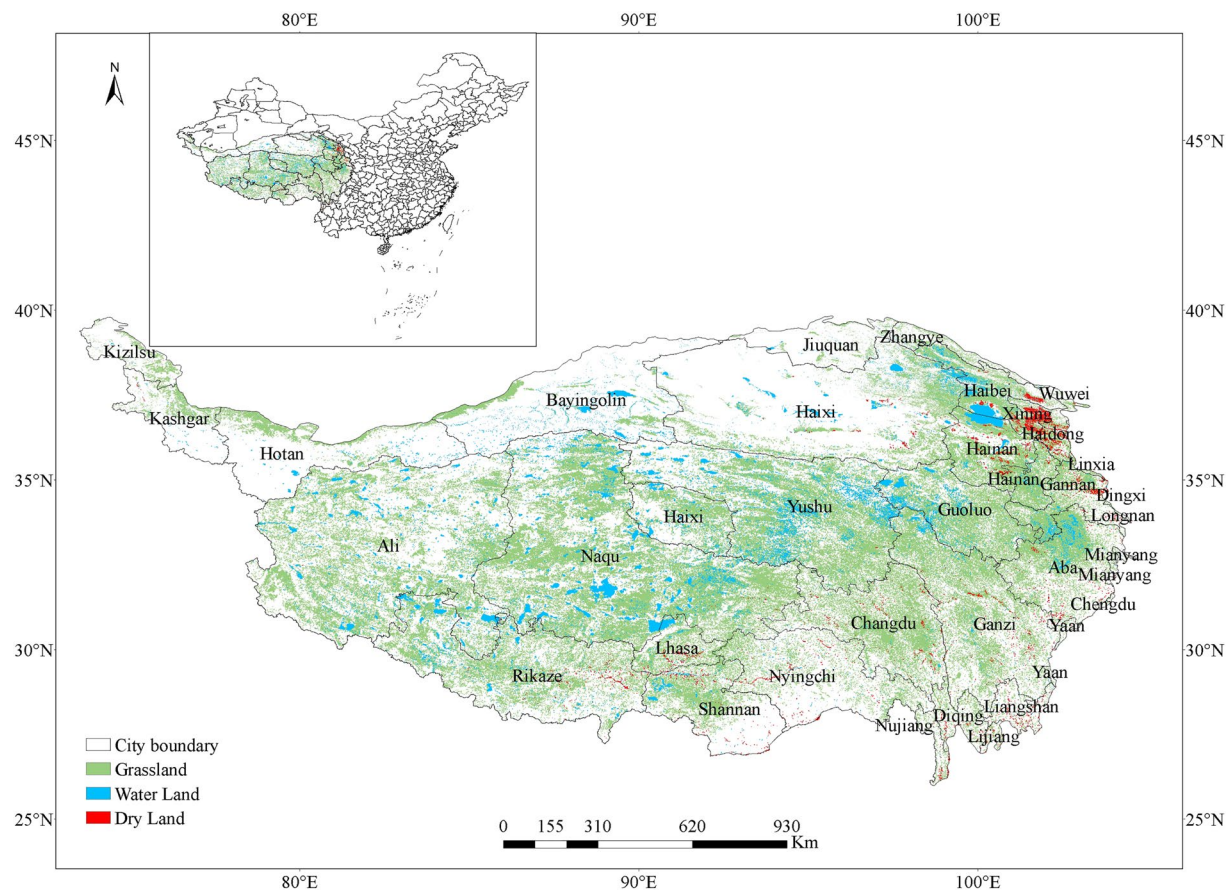 80°E
90°E
100°E
N
45°N
45°N
40°N
40°N
Kizilsu
Jiuquan
Zhangye
Kashgar
Bayingolin
Haixi
Haibei
Wuwei
Xining
Haidong
Hotan
Hainan
Linxia
35°N
Hainan
Gannan
35°N
Dingxi
Haixi
Yushu
Guoluo
Longnan
Ali
Naqu
Mianyang
Aba
Mianyang
Chengdu
Changdu
Ganzi
Yaan
30°N
Lhasa
30°N
Rikaze
Nyingchi
Yaan
Shannan
Liangshan
Nujiang
Diqing
Lijiang
City boundary
Grassland
Water Land
Dry Land
25°N
25°N
0 155 310 620 930
Km
80°E
90°E
100°E